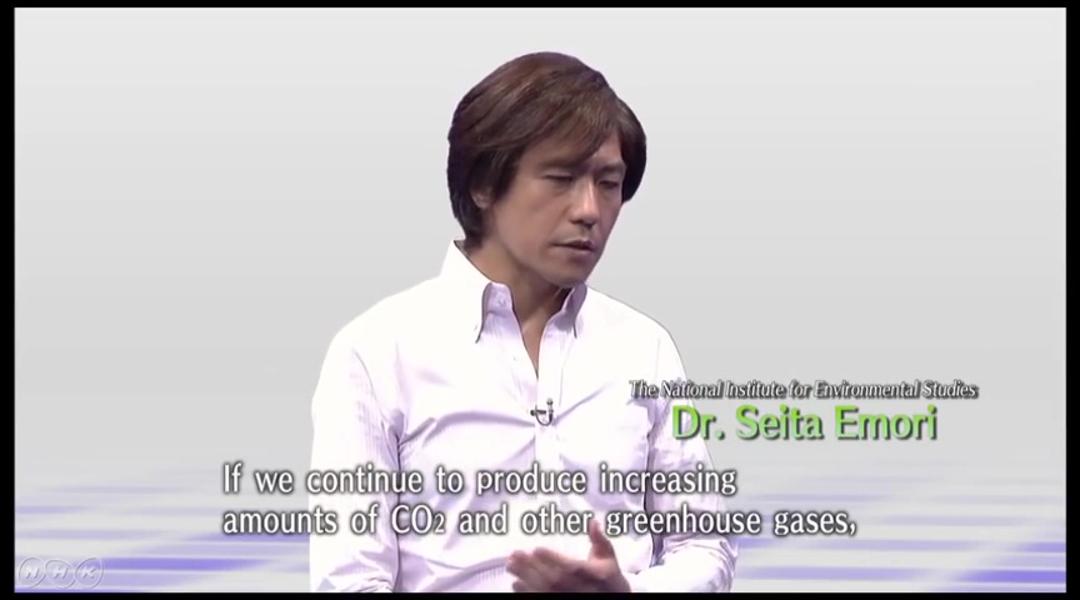 The National Institute for Environmental Studies
Dr. Seita Emori
If we continue to produce increasing
amounts of CO2 and other greenhouse gases,
NHK